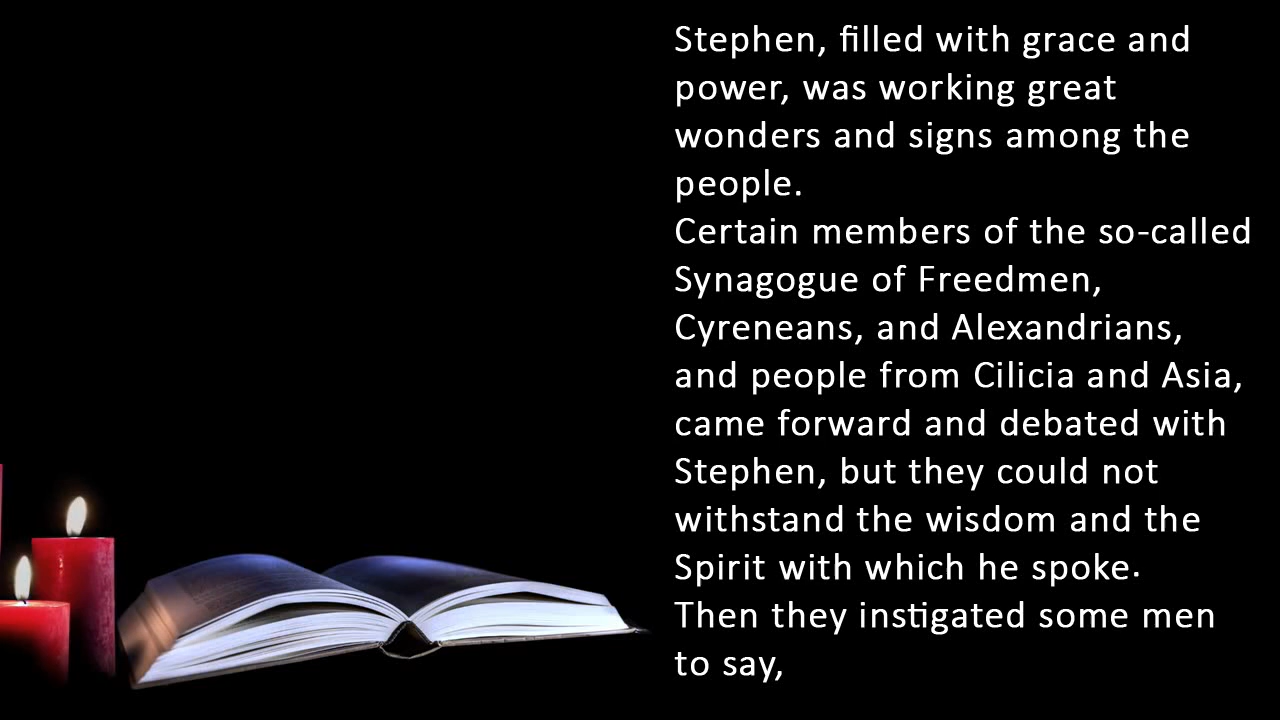 Stephen, filled with grace and
power, was working great
wonders and signs among the
people.
Certain members of the so-called
Synagogue of Freedmen,
Cyreneans, and Alexandrians,
and people from Cilicia and Asia,
came forward and debated with
Stephen, but they could not
withstand the wisdom and the
Spirit with which he spoke.
Then they instigated some men
to say,